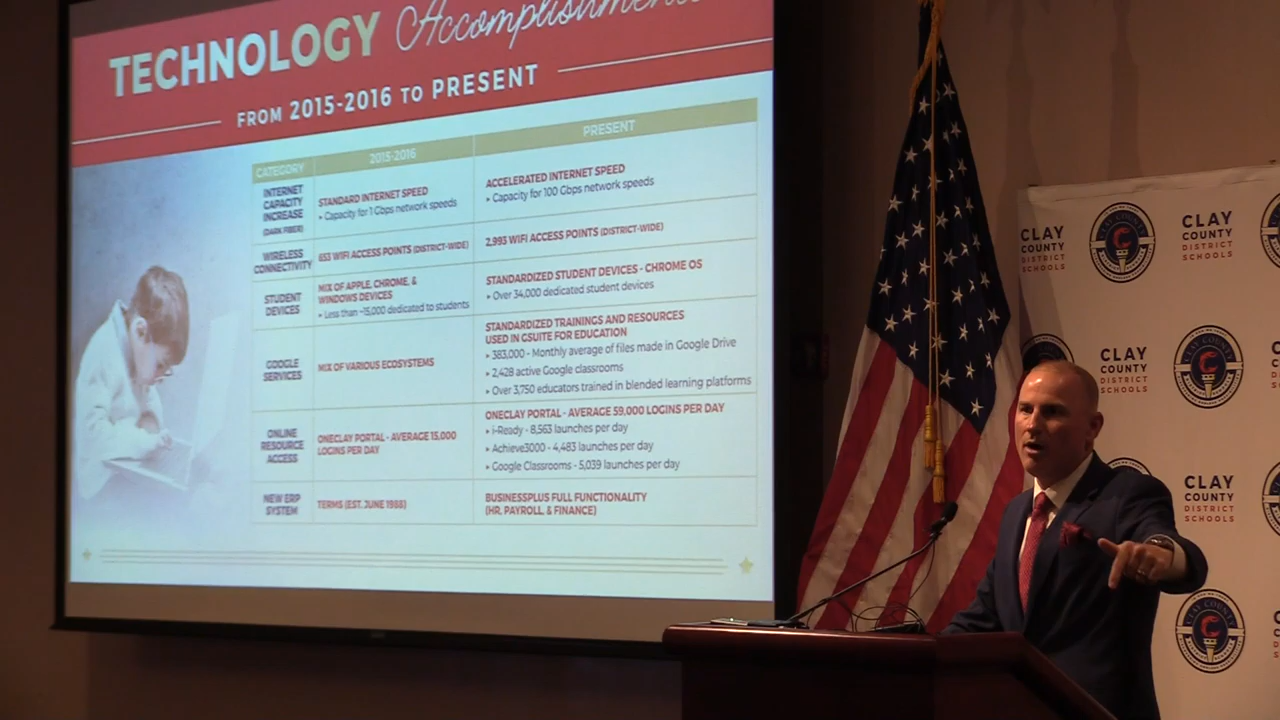 TECHNOLOGY Accomplishments
FROM 2015-2016 TO PRESENT
CATEGORY
2015-2016
PRESENT
INTERNET
CAPACITY
INCREASE
(DARK FIBER)
STANDARD INTERNET SPEED
▸ Capacity for 1 Gbps network speeds
ACCELERATED INTERNET SPEED
▸ Capacity for 100 Gbps network speeds
WIRELESS
CONNECTIVITY
653 WIFI ACCESS POINTS (DISTRICT-WIDE)
2,993 WIFI ACCESS POINTS (DISTRICT-WIDE)
STUDENT
DEVICES
MIX OF APPLE, CHROME, &
WINDOWS DEVICES
▸ Less than ~15,000 dedicated to students
STANDARDIZED STUDENT DEVICES - CHROME OS
▸ Over 34,000 dedicated student devices
GOOGLE
SERVICES
MIX OF VARIOUS ECOSYSTEMS
STANDARDIZED TRAININGS AND RESOURCES
USED IN GSUITE FOR EDUCATION
▸ 383,000 - Monthly average of files made in Google Drive
▸ 2,428 active Google classrooms
▸ Over 3,750 educators trained in blended learning platforms
ONLINE
RESOURCE
ACCESS
ONECLAY PORTAL - AVERAGE 15,000
LOGINS PER DAY
ONECLAY PORTAL - AVERAGE 59,000 LOGINS PER DAY
▸ i-Ready - 8,563 launches per day
▸ Achieve3000 - 4,483 launches per day
▸ Google Classrooms - 5,039 launches per day
NEW ERP
SYSTEM
TERMS (EST. JUNE 1988)
BUSINESSPLUS FULL FUNCTIONALITY
(HR, PAYROLL, & FINANCE)
CLAY
COUNTY
DISTRICT
SCHOOLS
CLAY
COUNTY
DISTRICT
SCHOOLS
CLAY
COUNTY
DISTRICT
SCHOOLS
CLAY
COUNTY
DISTRICT
SCHOOLS